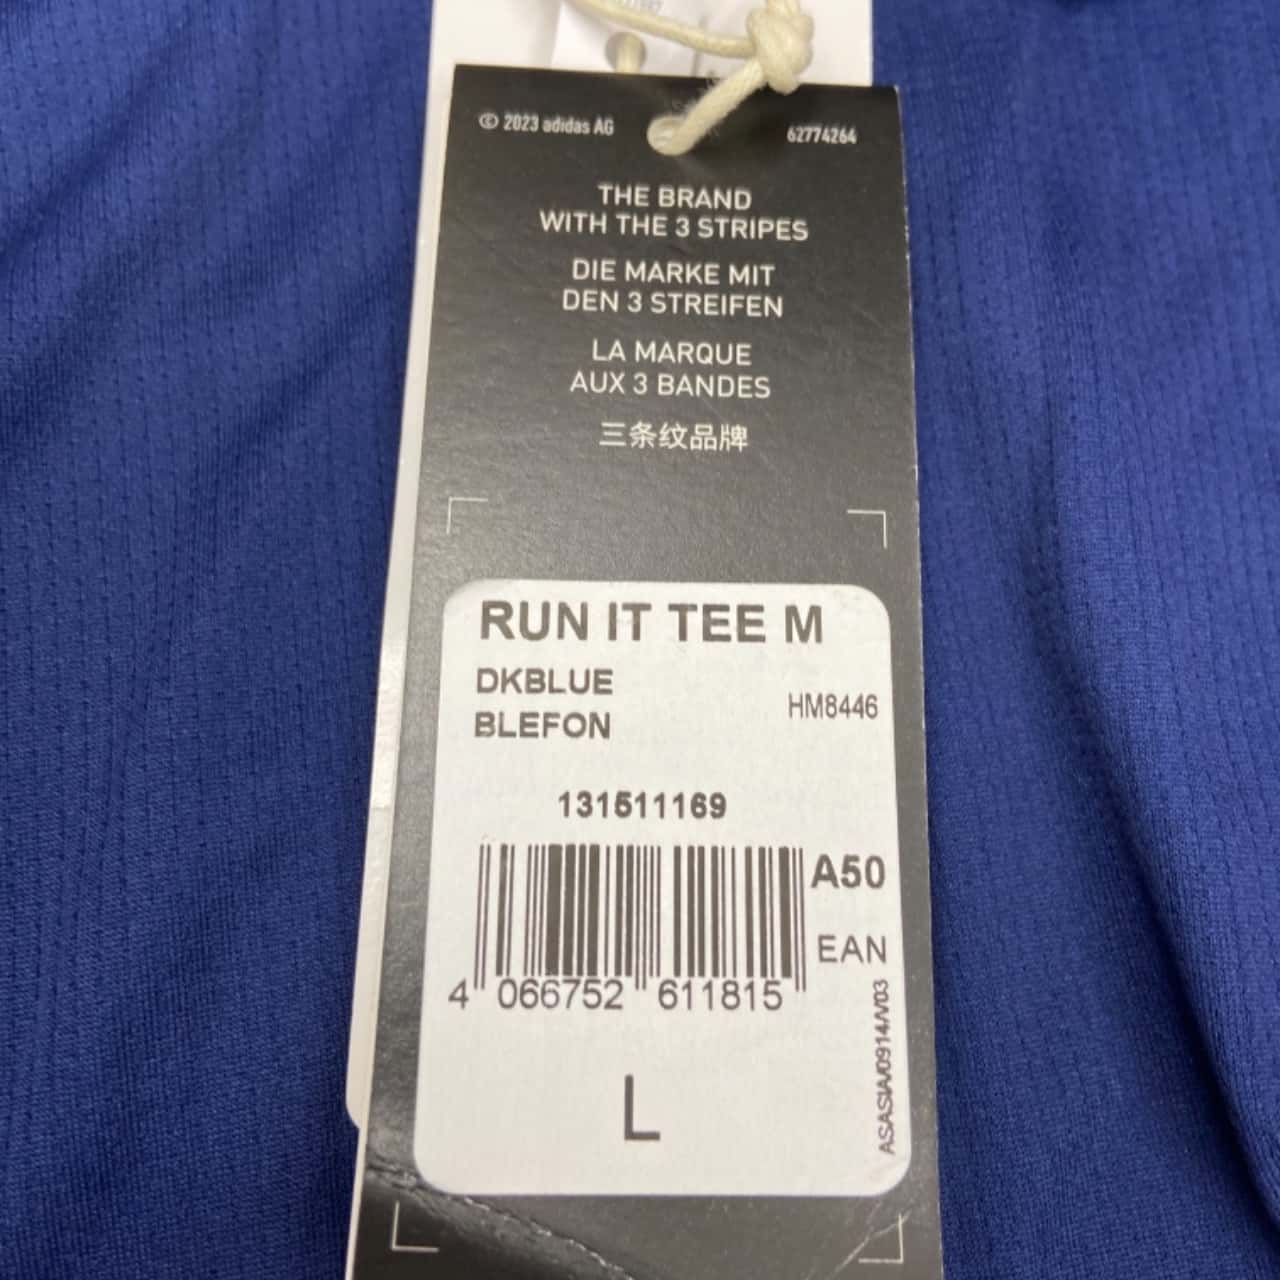 © 2023 adidas AG
62774264
THE BRAND
WITH THE 3 STRIPES
DIE MARKE MIT
DEN 3 STREIFEN
LA MARQUE
AUX 3 BANDES
三条纹品牌
RUN IT TEE M
DKBLUE
BLEFON
HM8446
131511169
A50
EAN
4 066752 611815
L
ASASIA/0914/V03